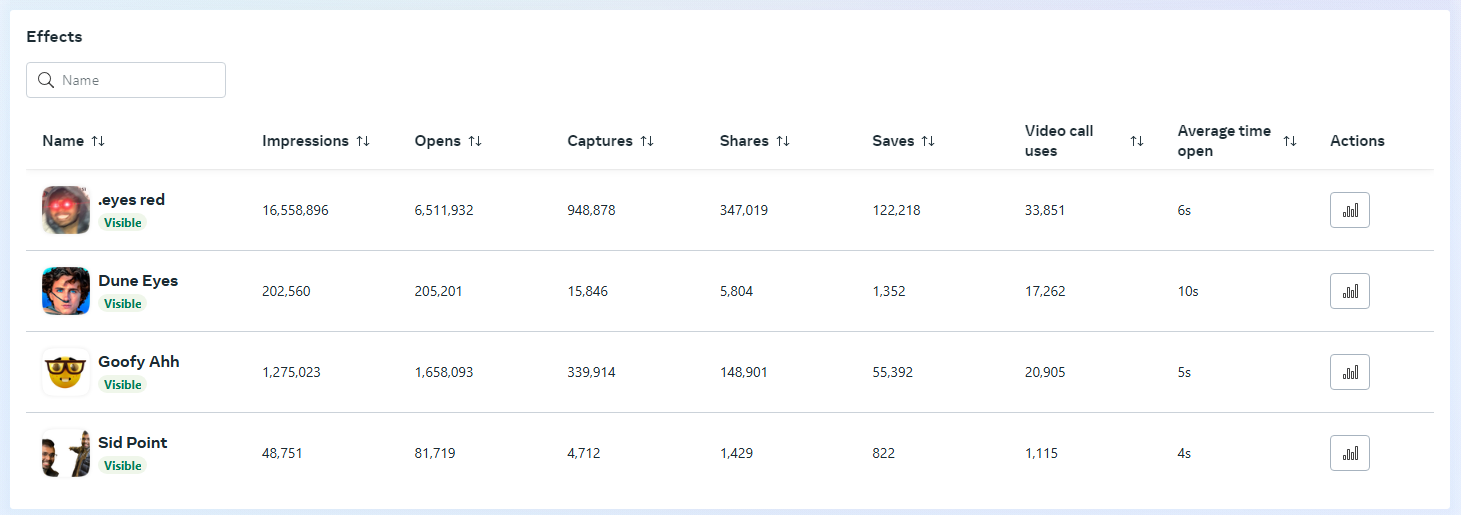 Effects
Name
Name Impressions Opens Captures Shares Saves Video call uses Average time open Actions
.eyes red
Visible
16,558,896 6,511,932 948,878 347,019 122,218 33,851 6s
Dune Eyes
Visible
202,560 205,201 15,846 5,804 1,352 17,262 10s
Goofy Ahh
Visible
1,275,023 1,658,093 339,914 148,901 55,392 20,905 5s
Sid Point
Visible
48,751 81,719 4,712 1,429 822 1,115 4s